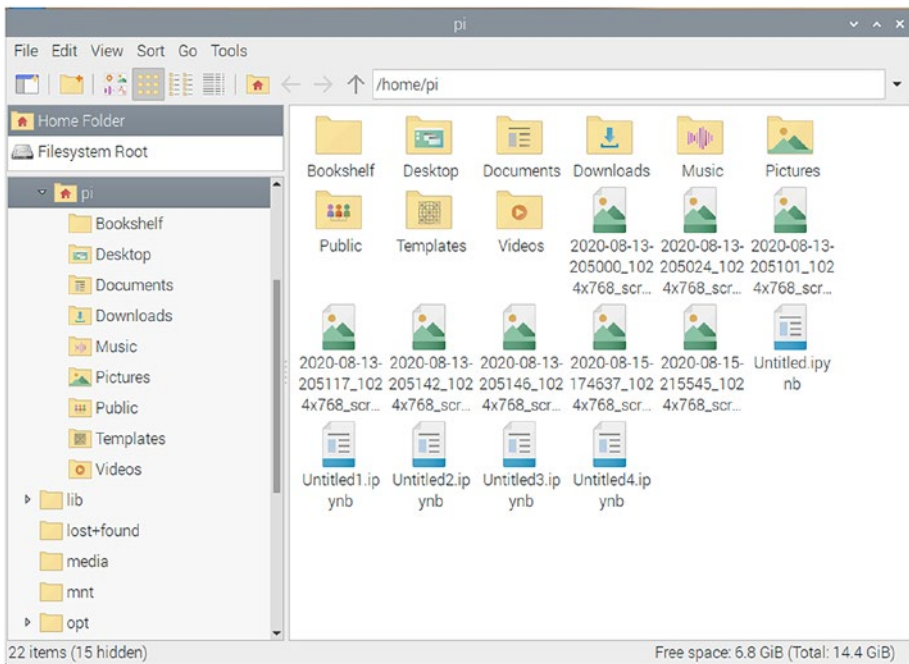 pi
File Edit View Sort Go Tools
/home/pi
Home Folder
Filesystem Root
pi
Bookshelf
Desktop
Documents
Downloads
Music
Pictures
Public
Templates
Videos
lib
lost+found
media
mnt
opt
Bookshelf Desktop Documents Downloads Music Pictures
Public Templates Videos 2020-08-13- 2020-08-13- 2020-08-13-
205000_102 205024_102 205101_102
4x768_scr... 4x768_scr... 4x768_scr...
2020-08-13- 2020-08-13- 2020-08-13- 2020-08-15- 2020-08-15- Untitled.ipy
205117_102 205142_102 205146_102 174637_102 215545_102 nb
4x768_scr... 4x768_scr... 4x768_scr... 4x768_scr... 4x768_scr...
Untitled1.ip Untitled2.ip Untitled3.ip Untitled4.ip
ynb ynb ynb ynb
22 items (15 hidden) Free space: 6.8 GiB (Total: 14.4 GiB)